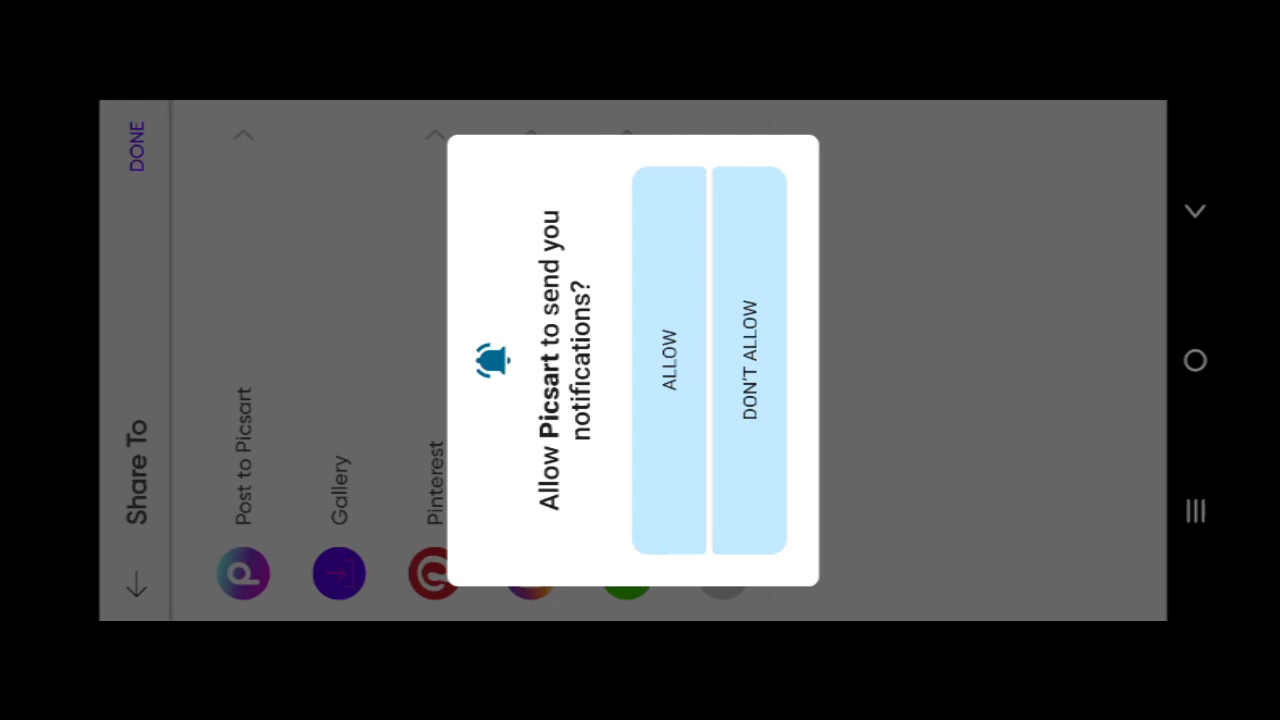 Share To
DONE
Post to Picsart
Gallery
Pinterest
Allow Picsart to send you
notifications?
ALLOW
DON'T ALLOW